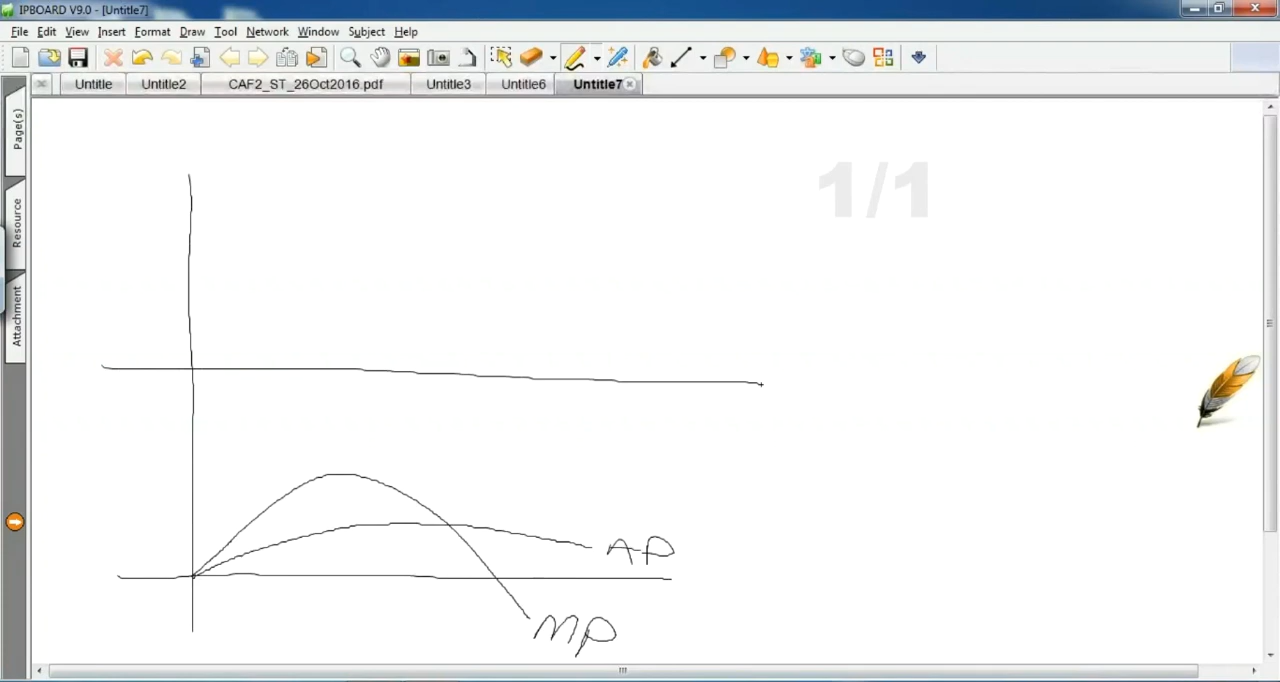 IPBOARD V9.0 - [Untitle7]
File Edit View Insert Format Draw Tool Network Window Subject Help
Untitle Untitle2 CAF2_ST_26Oct2016.pdf Untitle3 Untitle6 Untitle7
Page(s)
Resource
Attachment
1/1
AP
MP